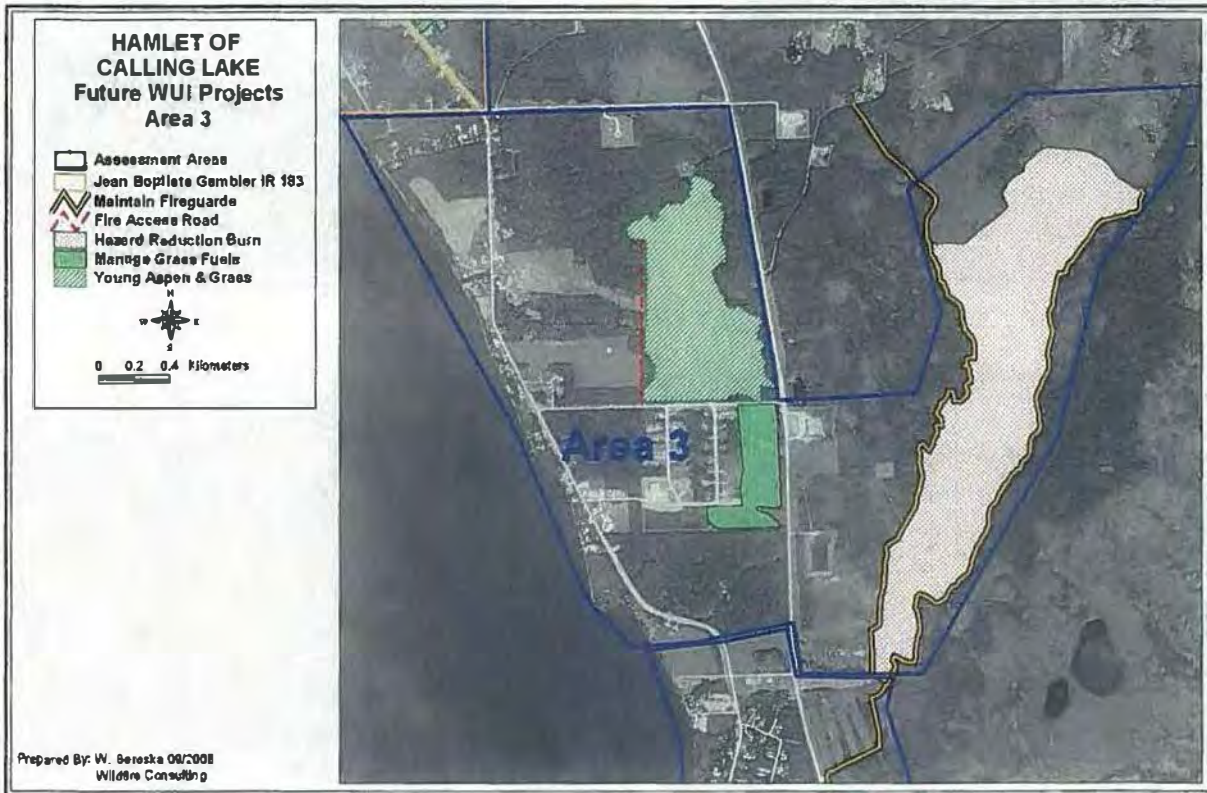 HAMLET OF
CALLING LAKE
Future WUI Projects
Area 3
Assessment Areas
Jean Baptiste Gambler IR 183
Maintain Fireguards
Fire Access Road
Hazard Reduction Burn
Manage Grass Fuels
Young Aspen & Grass
N
W E
S
0 0.2 0.4 Kilometers
Area 3
Prepared By: W. Bereska 09/2008
Wildfire Consulting